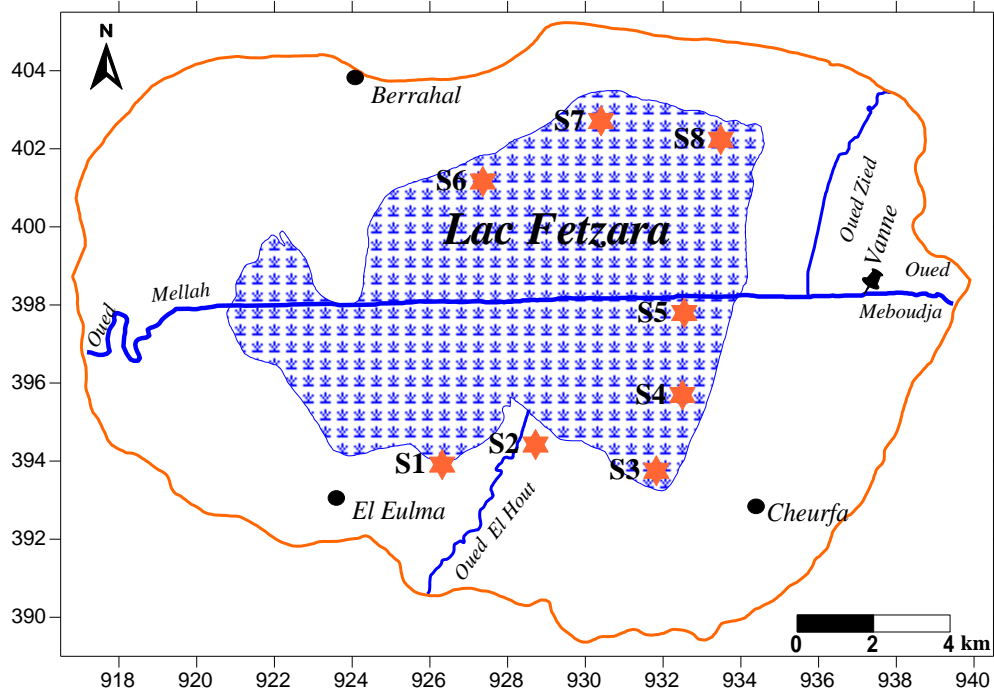 N
404
Berrahal
S7
402
S8
S6
Oued Zied
400
Lac Fetzara
Vanne
Oued
Mellah
398
Oued
S5
Meboudja
396
S4
394
S1
S2
S3
El Eulma
Oued El Hout
Cheurfa
392
390
0 2 4 km
918 920 922 924 926 928 930 932 934 936 938 940